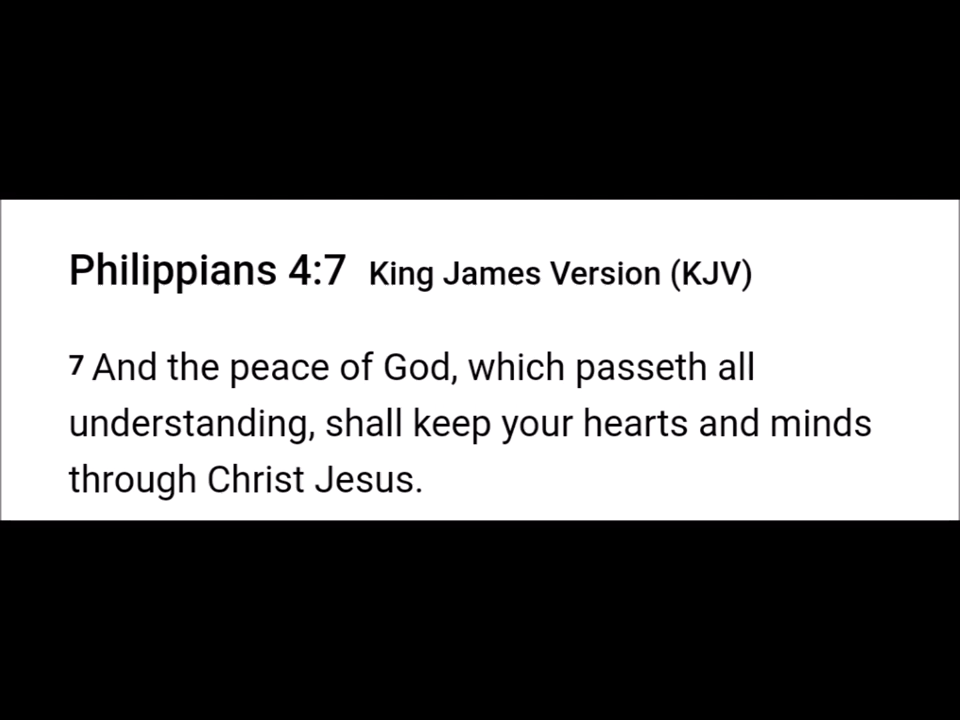 Philippians 4:7 King James Version (KJV)
7 And the peace of God, which passeth all
understanding, shall keep your hearts and minds
through Christ Jesus.